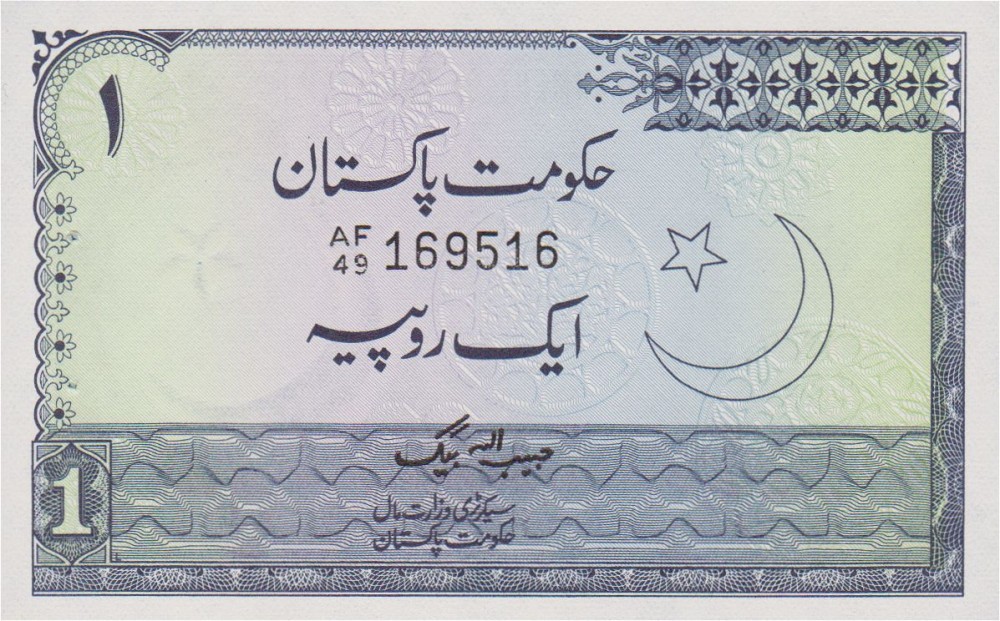 ۱
حکومت پاکستان
AF
49 169516
ایک روپیہ
حبیب اللہ بیگ
سیکرٹری وزارت مال
حکومت پاکستان
1